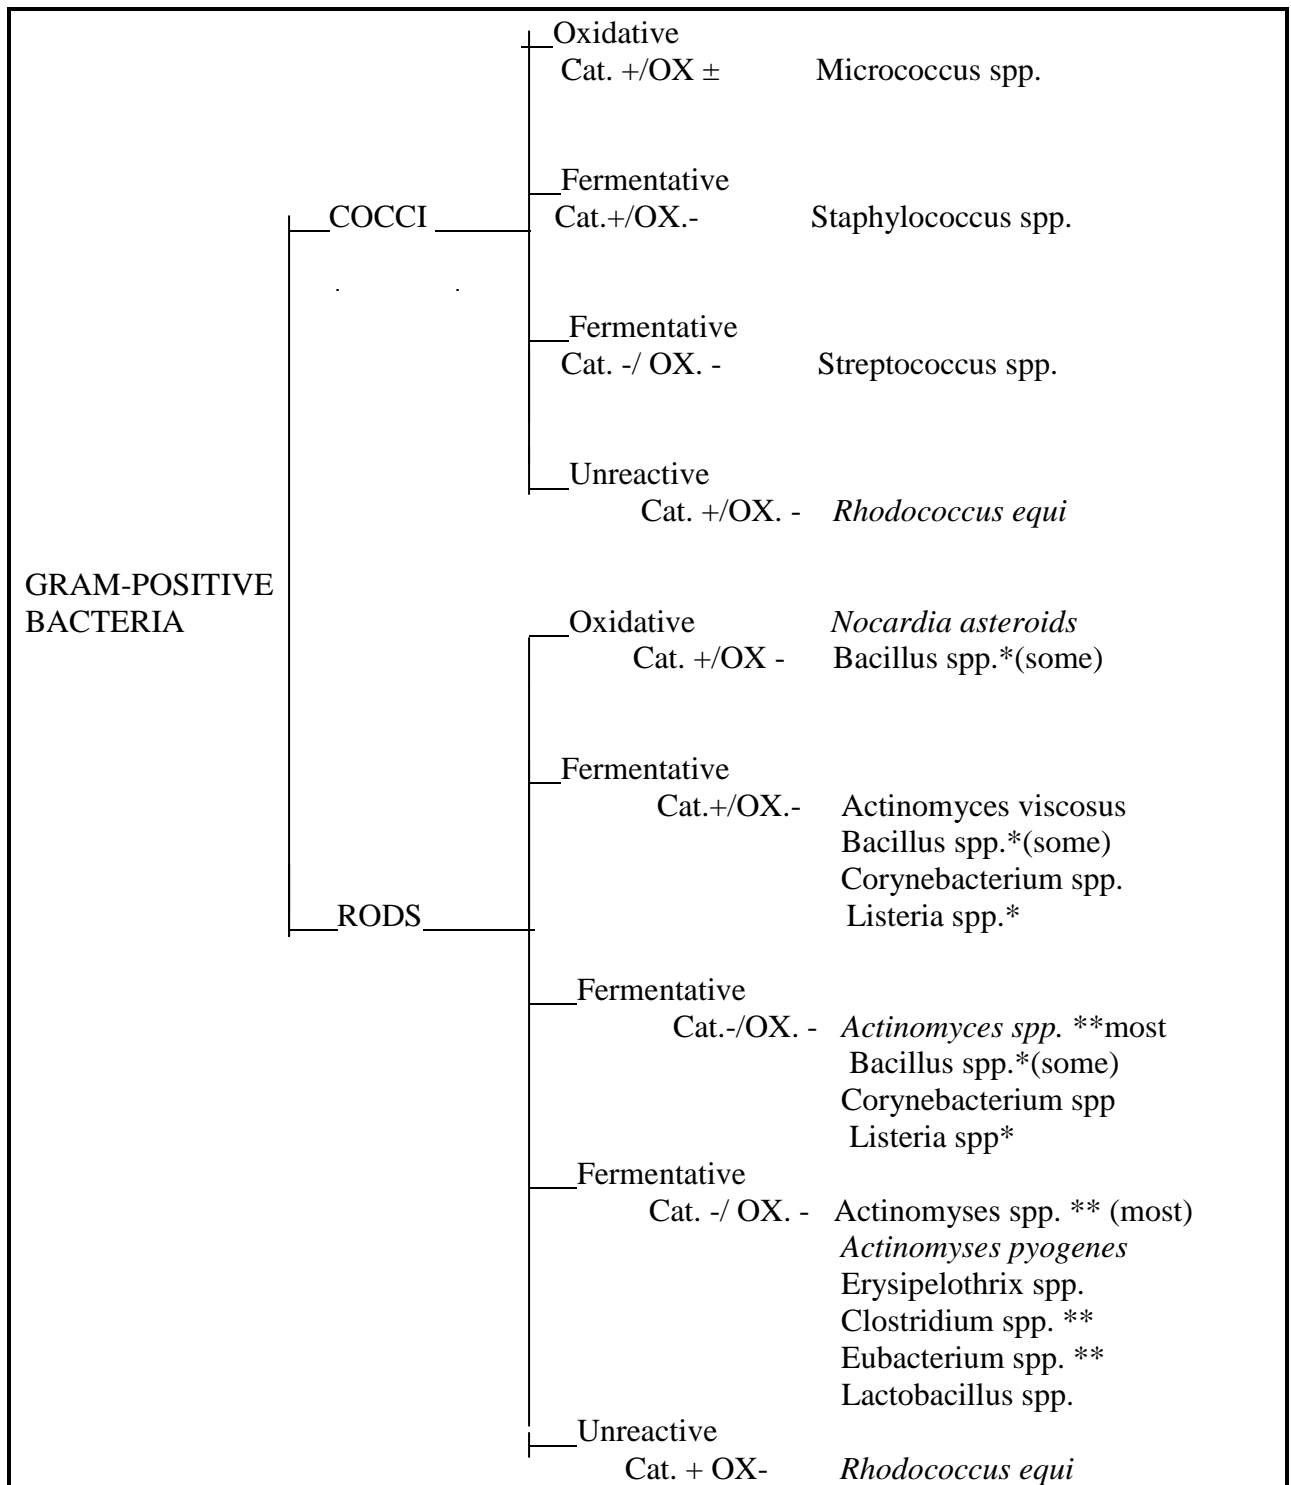 Oxidative
Cat. +/OX ± Micrococcus spp.
Fermentative
COCCI Cat.+/OX.- Staphylococcus spp.
Fermentative
Cat. -/ OX. - Streptococcus spp.
Unreactive
Cat. +/OX. - Rhodococcus equi
GRAM-POSITIVE
BACTERIA Oxidative Nocardia asteroids
Cat. +/OX - Bacillus spp.*(some)
Fermentative
Cat.+/OX.- Actinomyces viscosus
Bacillus spp.*(some)
Corynebacterium spp.
RODS Listeria spp.*
Fermentative
Cat.-/OX. - Actinomyces spp. **most
Bacillus spp.*(some)
Corynebacterium spp
Listeria spp*
Fermentative
Cat. -/ OX. - Actinomyses spp. ** (most)
Actinomyses pyogenes
Erysipelothrix spp.
Clostridium spp. **
Eubacterium spp. **
Lactobacillus spp.
Unreactive
Cat. + OX- Rhodococcus equi